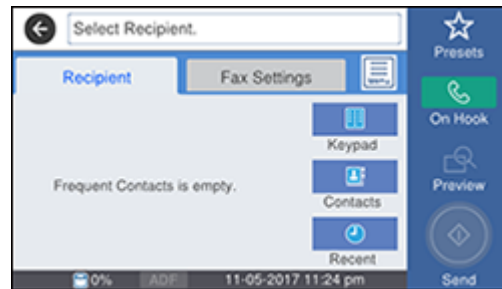 Select Recipient.
Presets
Recipient
Fax Settings
On Hook
Keypad
Frequent Contacts is empty.
Contacts
Preview
Recent
0%
ADF
11-05-2017 11:24 pm
Send